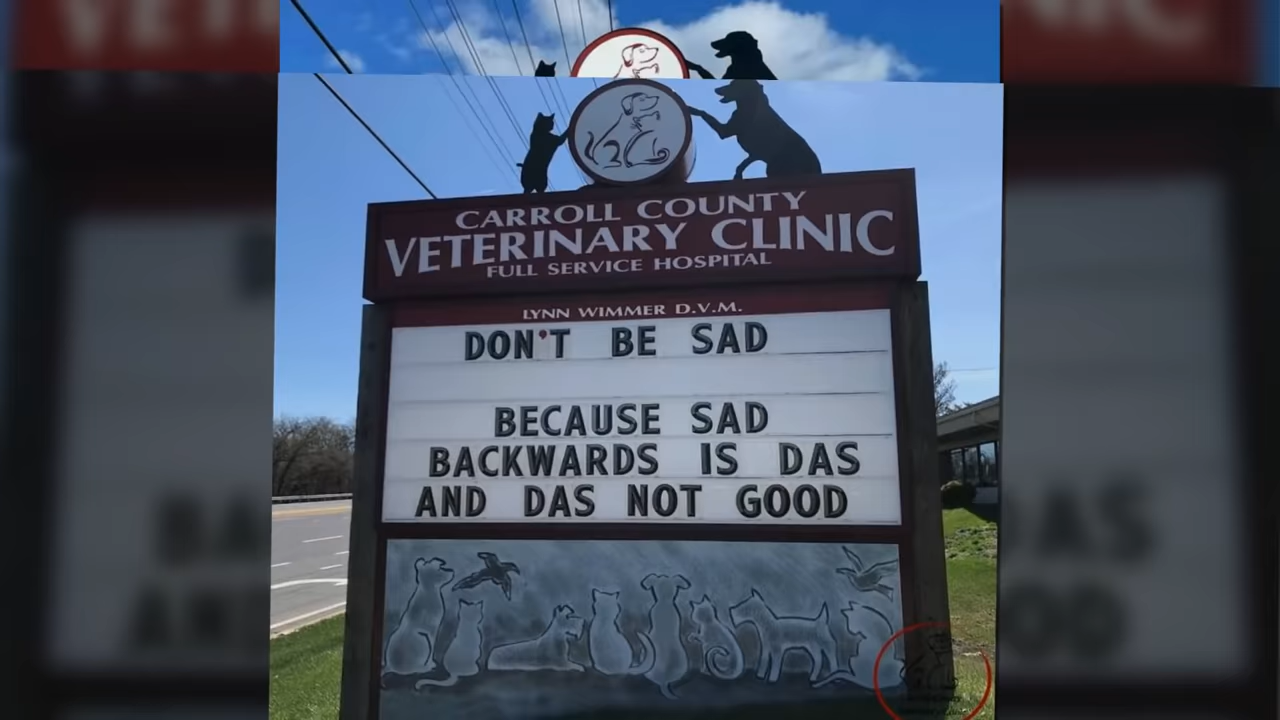 CARROLL COUNTY
VETERINARY CLINIC
FULL SERVICE HOSPITAL
LYNN WIMMER D.V.M.
DON'T BE SAD
BECAUSE SAD
BACKWARDS IS DAS
AND DAS NOT GOOD